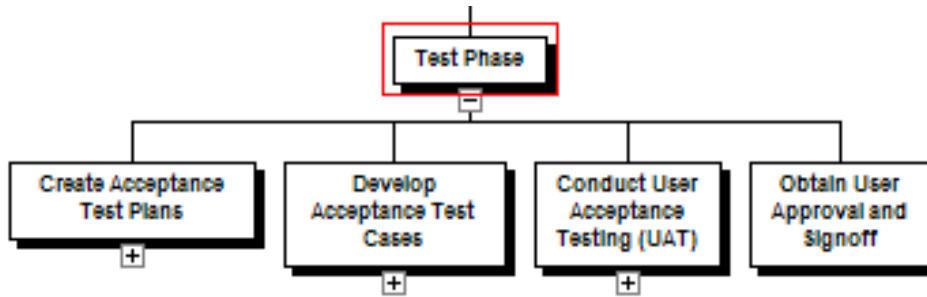 Test Phase
Create Acceptance
Test Plans
Develop
Acceptance Test
Cases
Conduct User
Acceptance
Testing (UAT)
Obtain User
Approval and
Signoff